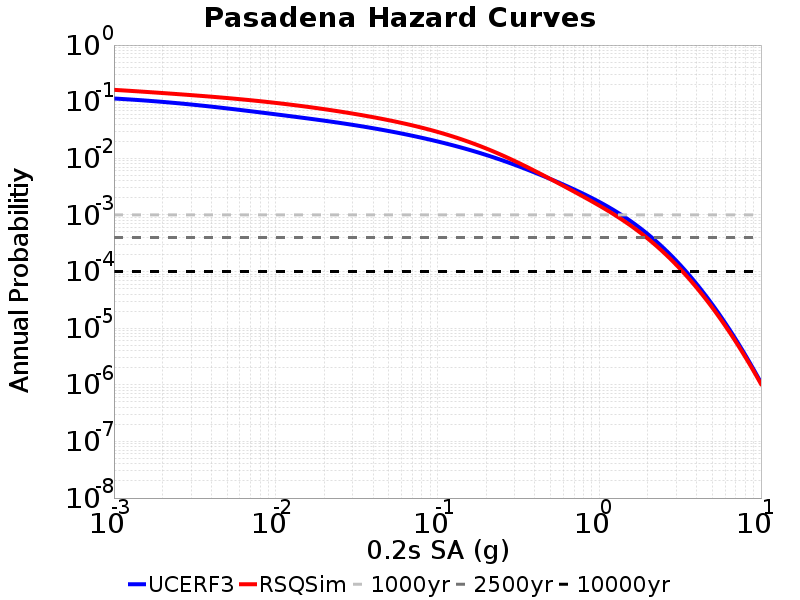 Pasadena Hazard Curves
10^0
10^-1
10^-2
10^-3
10^-4
10^-5
10^-6
10^-7
10^-8
Annual Probabilitiy
10^-3 10^-2 10^-1 10^0 10^1
0.2s SA (g)
UCERF3 RSQSim 1000yr 2500yr 10000yr